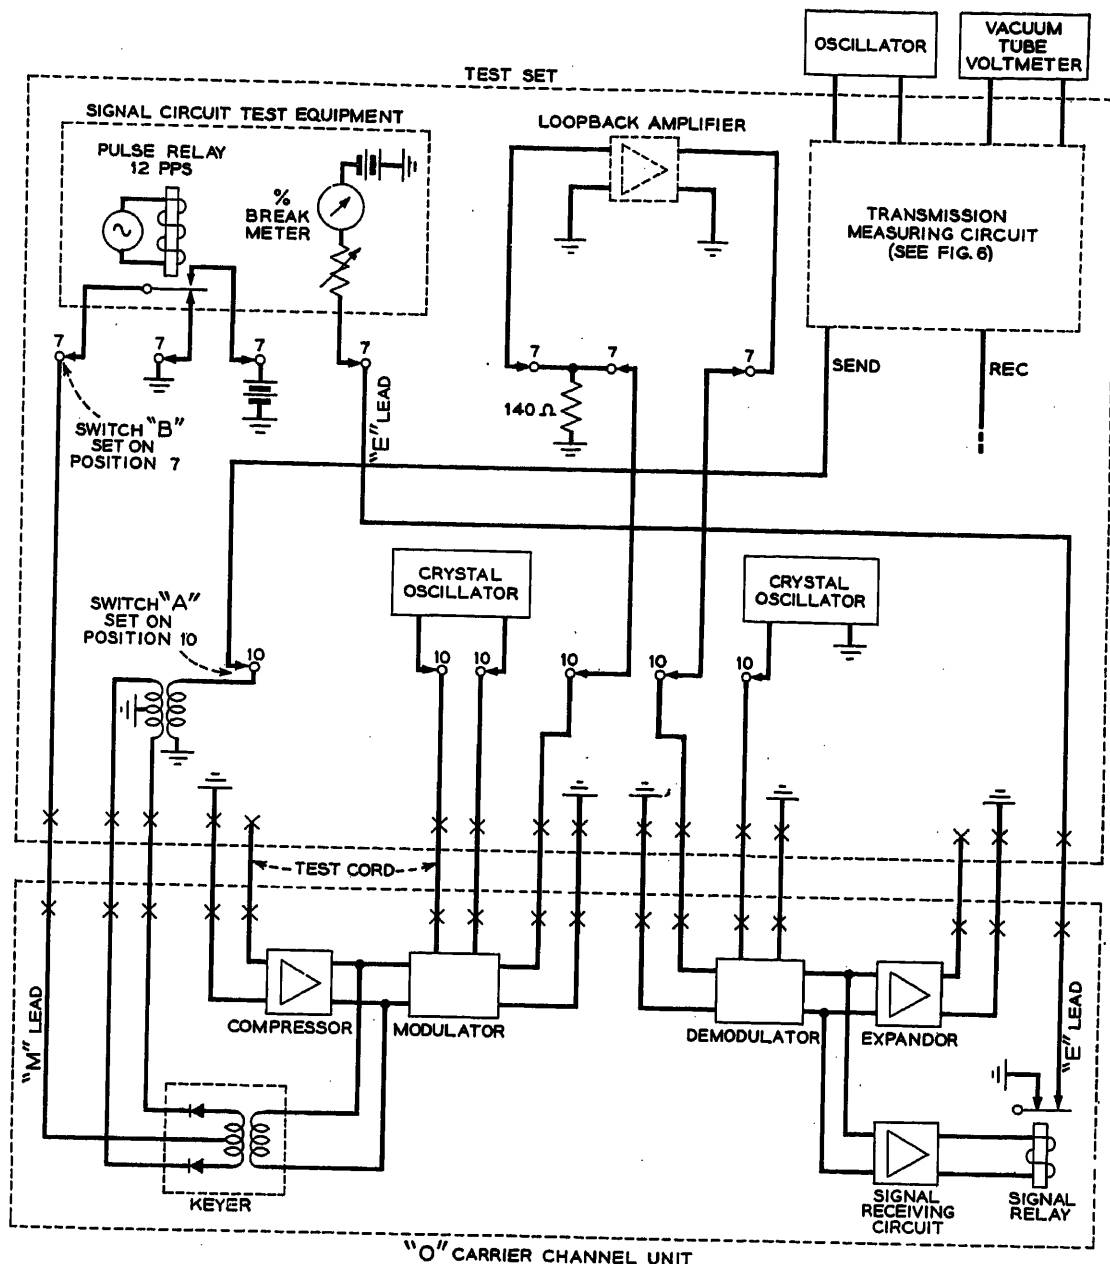 OSCILLATOR
VACUUM
TUBE
VOLTMETER
TEST SET
SIGNAL CIRCUIT TEST EQUIPMENT
PULSE RELAY
12 PPS
%
BREAK
METER
LOOPBACK AMPLIFIER
TRANSMISSION
MEASURING CIRCUIT
(SEE FIG. 6)
7
7
7
7
7
7
7
SEND
REC
140 Ω
"E" LEAD
SWITCH "B"
SET ON
POSITION 7
CRYSTAL
OSCILLATOR
CRYSTAL
OSCILLATOR
SWITCH "A"
SET ON
POSITION 10
10
10
10
10
10
10
TEST CORD
"M" LEAD
COMPRESSOR
MODULATOR
DEMODULATOR
EXPANDOR
"E" LEAD
KEYER
SIGNAL
RECEIVING
CIRCUIT
SIGNAL
RELAY
"O" CARRIER CHANNEL UNIT